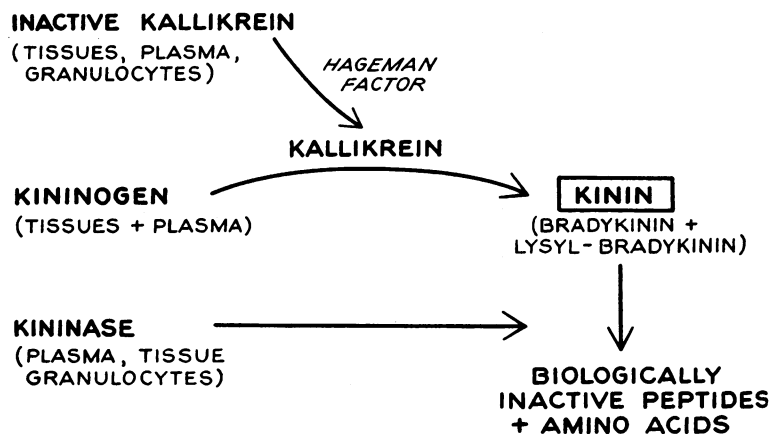 INACTIVE KALLIKREIN
(TISSUES, PLASMA,
GRANULOCYTES)
HAGEMAN
FACTOR
KALLIKREIN
KININOGEN
(TISSUES + PLASMA)
KININ
(BRADYKININ +
LYSYL-BRADYKININ)
KININASE
(PLASMA, TISSUE
GRANULOCYTES)
BIOLOGICALLY
INACTIVE PEPTIDES
+ AMINO ACIDS